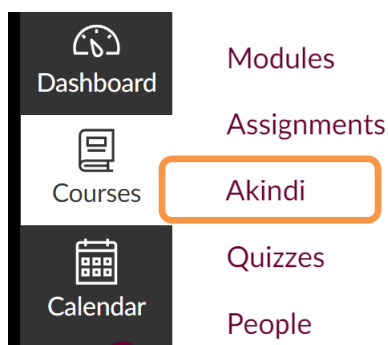 Dashboard
Courses
Calendar
Modules
Assignments
Akindi
Quizzes
People